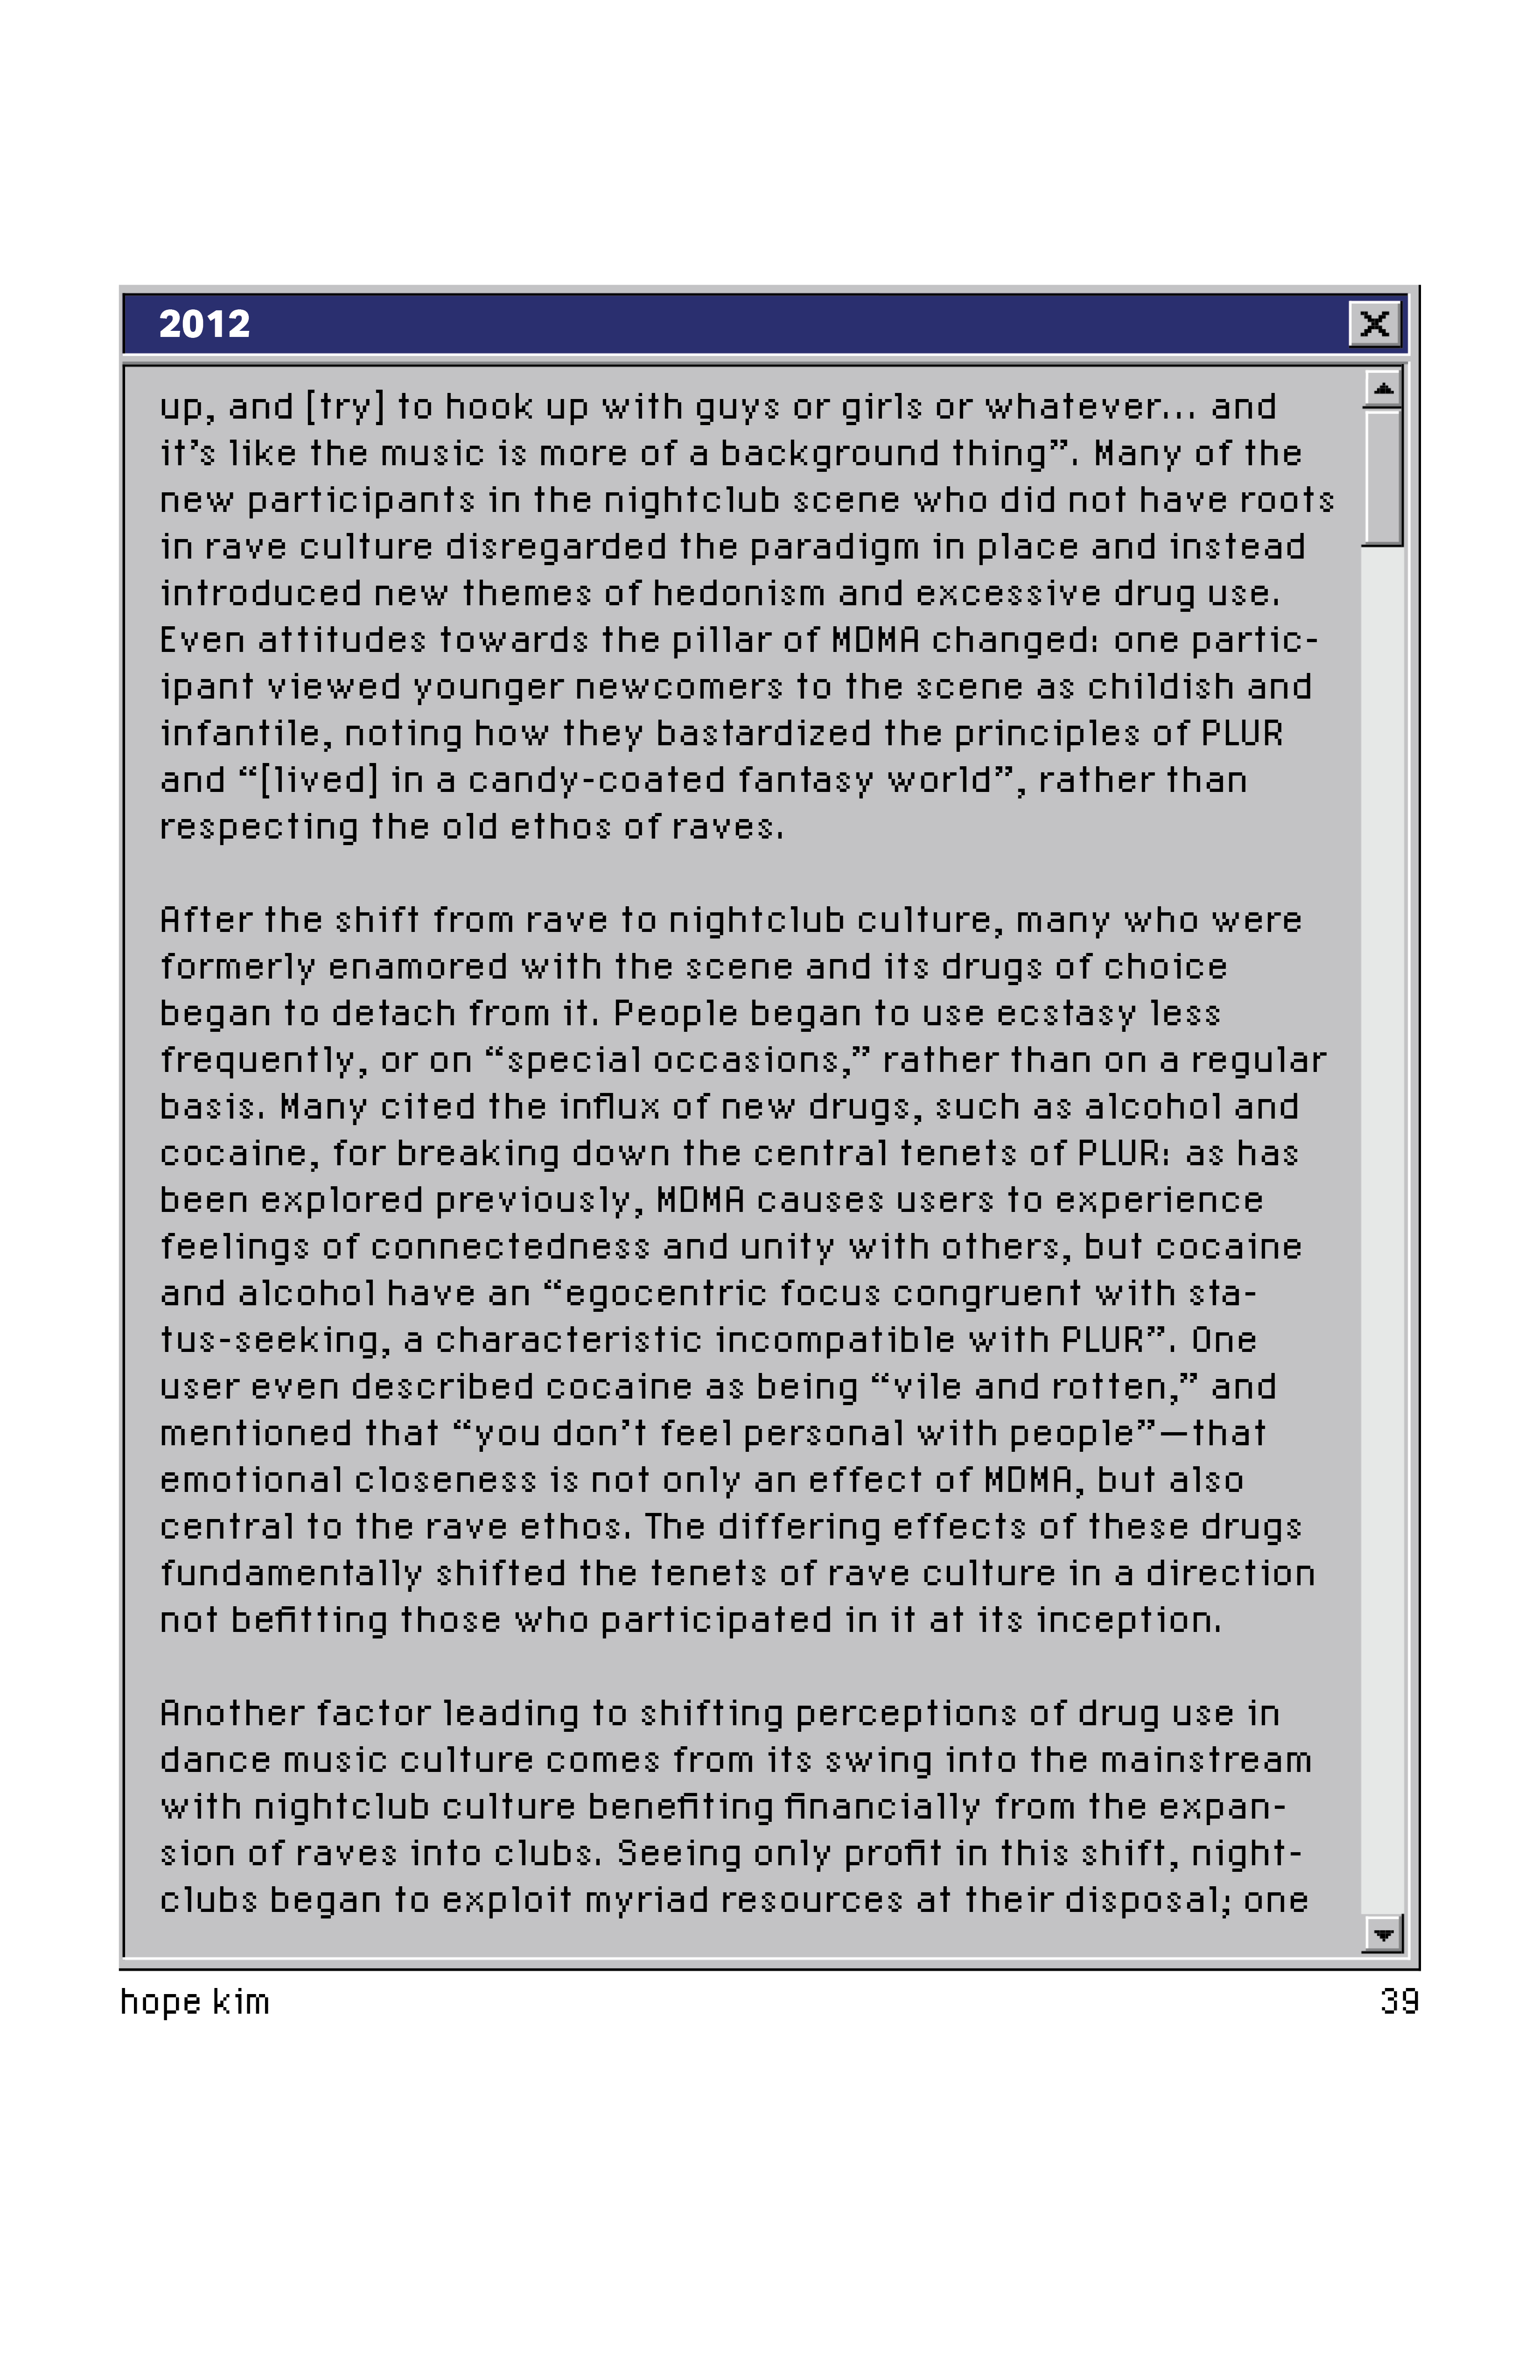 2012
up, and [try] to hook up with guys or girls or whatever... and
it’s like the music is more of a background thing”. Many of the
new participants in the nightclub scene who did not have roots
in rave culture disregarded the paradigm in place and instead
introduced new themes of hedonism and excessive drug use.
Even attitudes towards the pillar of MDMA changed: one partic-
ipant viewed younger newcomers to the scene as childish and
infantile, noting how they bastardized the principles of PLUR
and “[lived] in a candy-coated fantasy world”, rather than
respecting the old ethos of raves.
After the shift from rave to nightclub culture, many who were
formerly enamored with the scene and its drugs of choice
began to detach from it. People began to use ecstasy less
frequently, or on “special occasions,” rather than on a regular
basis. Many cited the influx of new drugs, such as alcohol and
cocaine, for breaking down the central tenets of PLUR: as has
been explored previously, MDMA causes users to experience
feelings of connectedness and unity with others, but cocaine
and alcohol have an “egocentric focus congruent with sta-
tus-seeking, a characteristic incompatible with PLUR”. One
user even described cocaine as being “vile and rotten,” and
mentioned that “you don’t feel personal with people”—that
emotional closeness is not only an effect of MDMA, but also
central to the rave ethos. The differing effects of these drugs
fundamentally shifted the tenets of rave culture in a direction
not befitting those who participated in it at its inception.
Another factor leading to shifting perceptions of drug use in
dance music culture comes from its swing into the mainstream
with nightclub culture benefiting financially from the expan-
sion of raves into clubs. Seeing only profit in this shift, night-
clubs began to exploit myriad resources at their disposal; one
hope kim
39